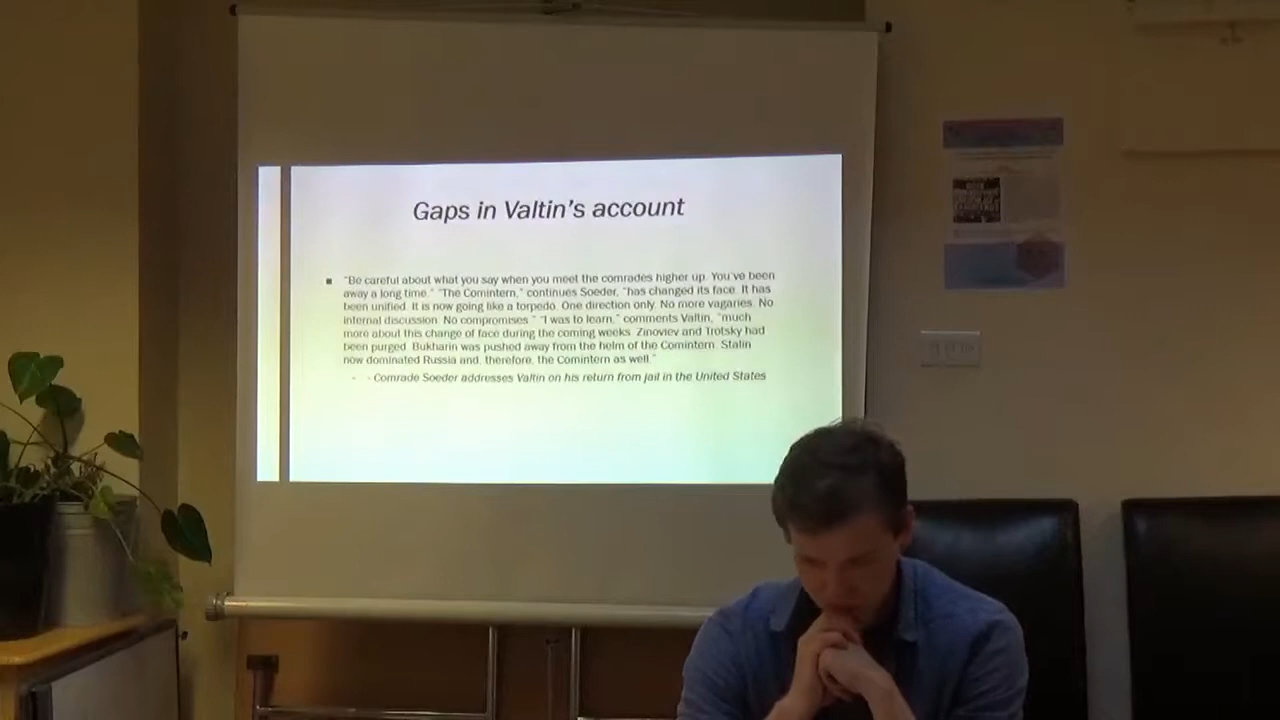 Gaps in Valtin's account
▪ "Be careful about what you say when you meet the comrades higher up. You've been
away a long time." "The Comintern," continues Soeder, "has changed its face. It has
been unified. It is now going like a torpedo. One direction only. No more vagaries. No
internal discussion. No compromises." "I was to learn," comments Valtin, "much
more about this change of face during the coming weeks. Zinoviev and Trotsky had
been purged. Bukharin was pushed away from the helm of the Comintern. Stalin
now dominated Russia and, therefore, the Comintern as well."
- - Comrade Soeder addresses Valtin on his return from jail in the United States